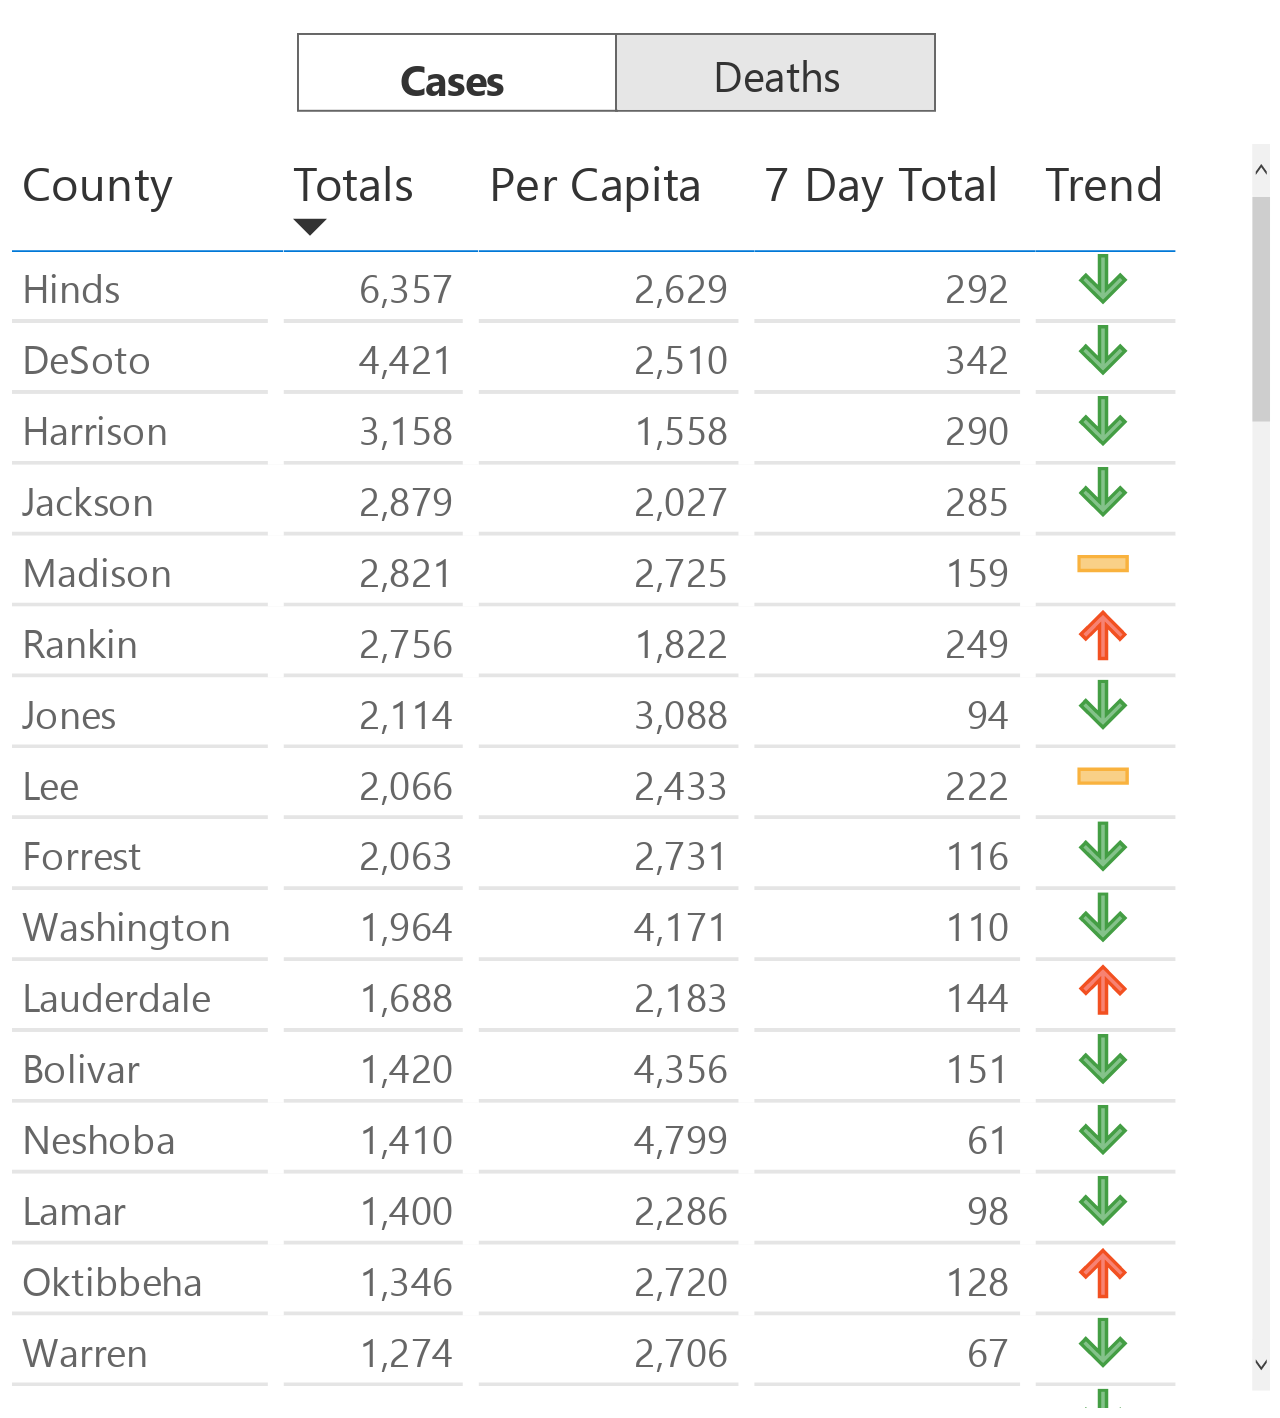 Cases Deaths
County Totals Per Capita 7 Day Total Trend
Hinds 6,357 2,629 292
DeSoto 4,421 2,510 342
Harrison 3,158 1,558 290
Jackson 2,879 2,027 285
Madison 2,821 2,725 159
Rankin 2,756 1,822 249
Jones 2,114 3,088 94
Lee 2,066 2,433 222
Forrest 2,063 2,731 116
Washington 1,964 4,171 110
Lauderdale 1,688 2,183 144
Bolivar 1,420 4,356 151
Neshoba 1,410 4,799 61
Lamar 1,400 2,286 98
Oktibbeha 1,346 2,720 128
Warren 1,274 2,706 67